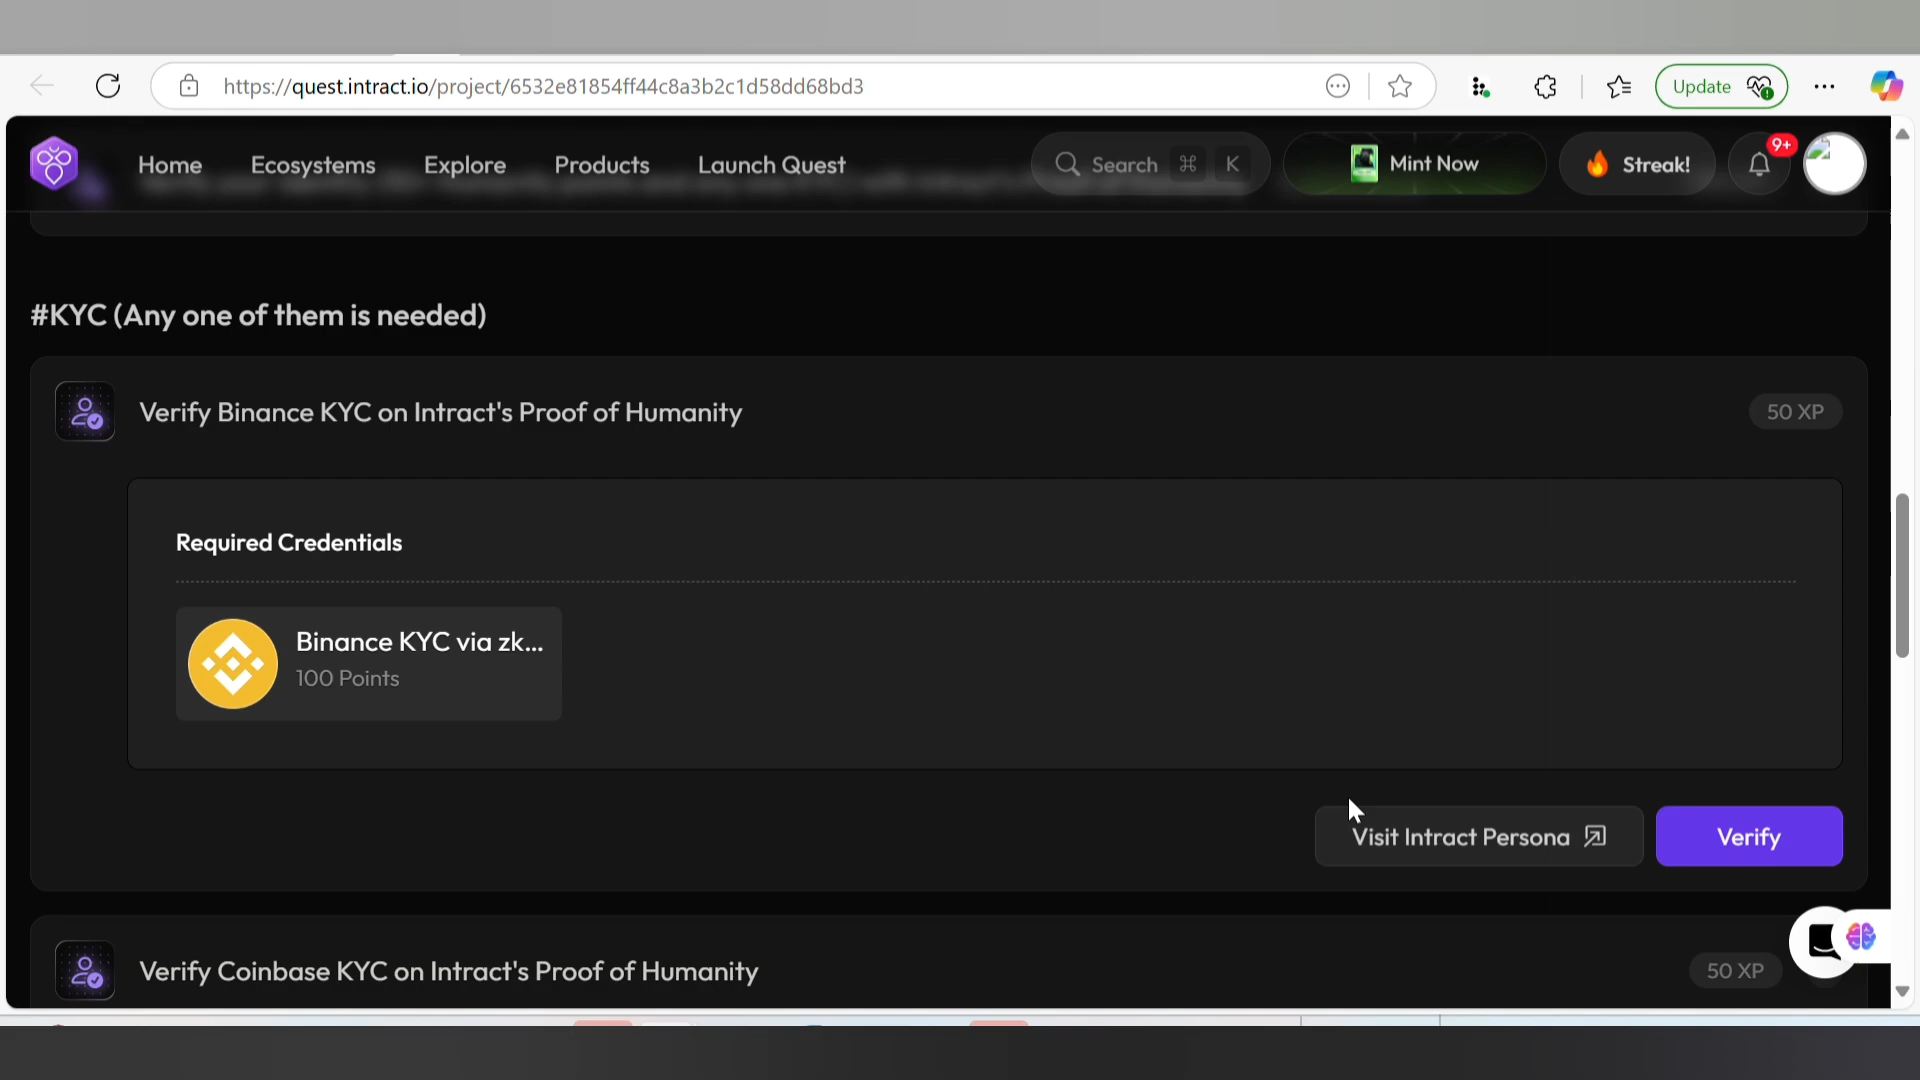 https://quest.intract.io/project/6532e81854ff44c8a3b2c1d58dd68bd3
Update
Home
Ecosystems
Explore
Products
Launch Quest
Search ⌘ K
Mint Now
Streak!
9+
#KYC (Any one of them is needed)
Verify Binance KYC on Intract's Proof of Humanity
50 XP
Required Credentials
Binance KYC via zk...
100 Points
Visit Intract Persona
Verify
Verify Coinbase KYC on Intract's Proof of Humanity
50 XP